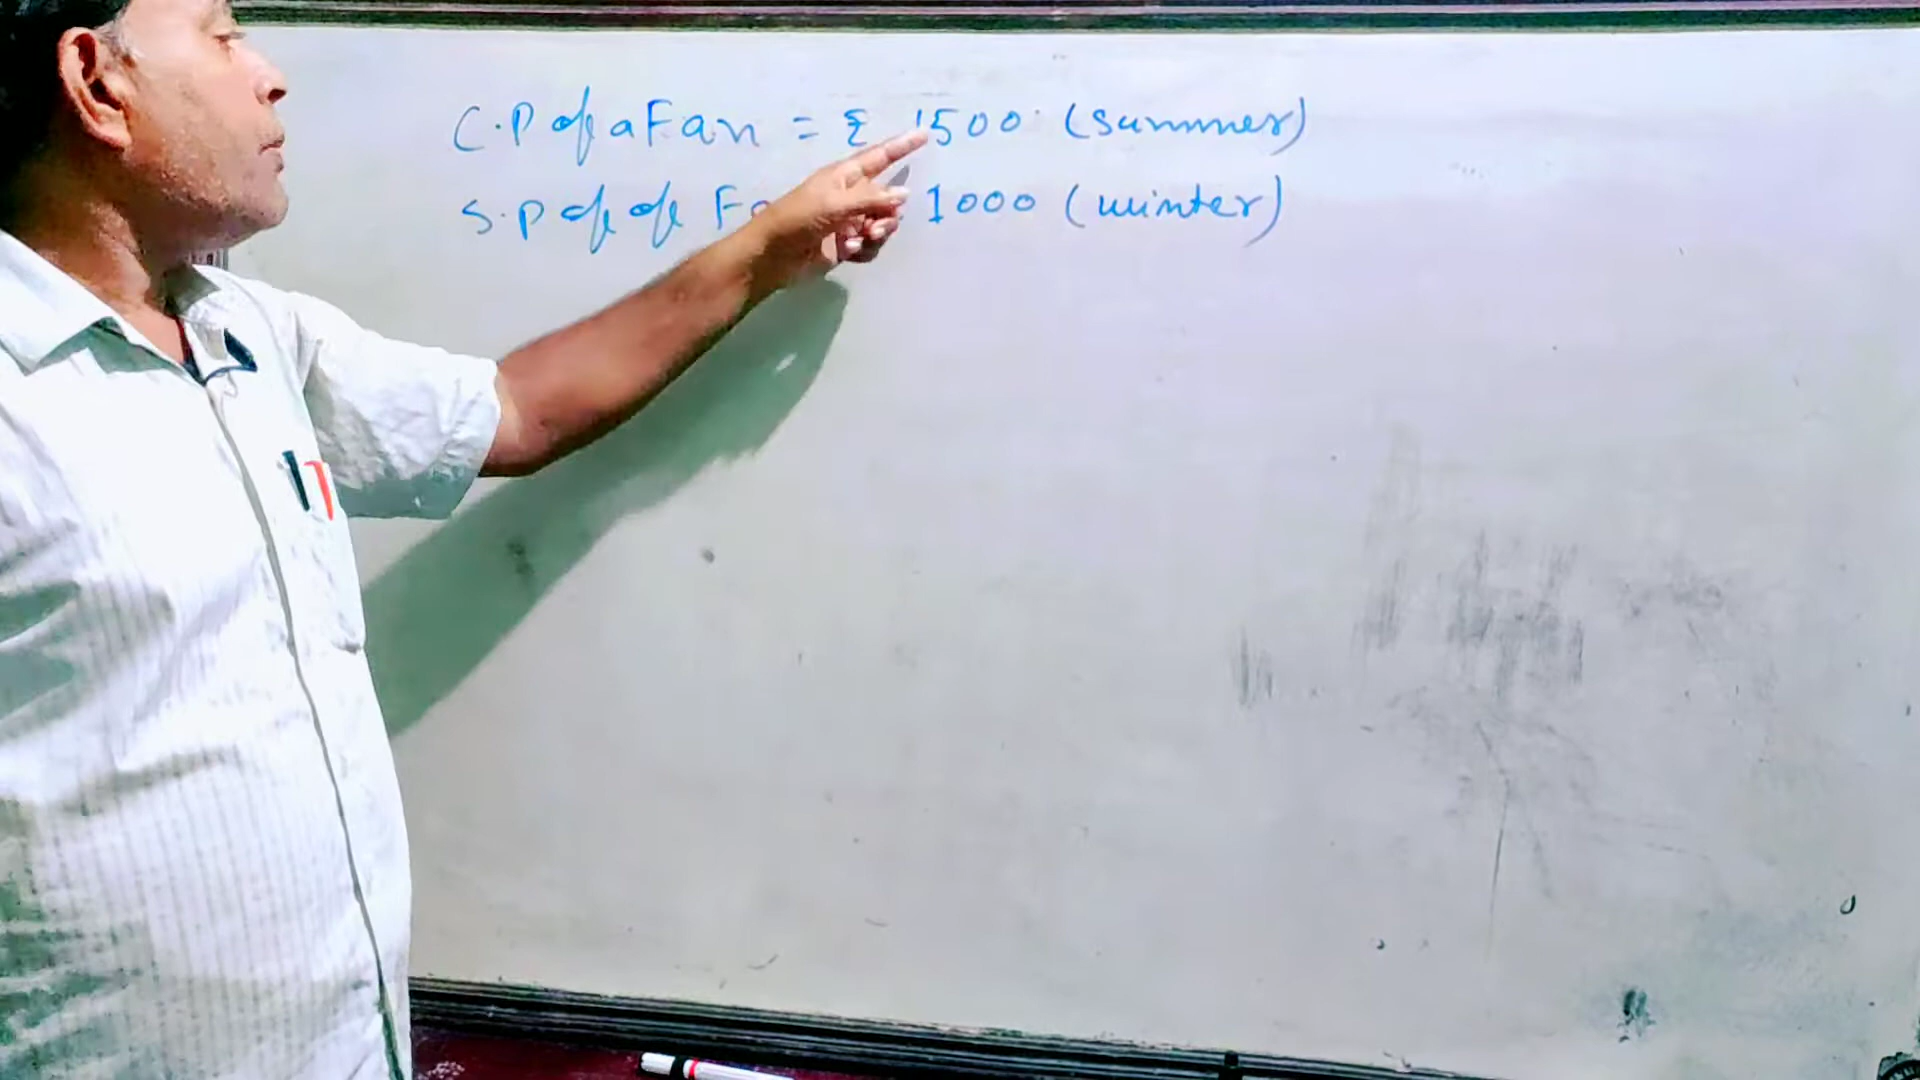 C.P of a Fan = ₹ 1500 (summer)
S.P of of 1000 (winter)